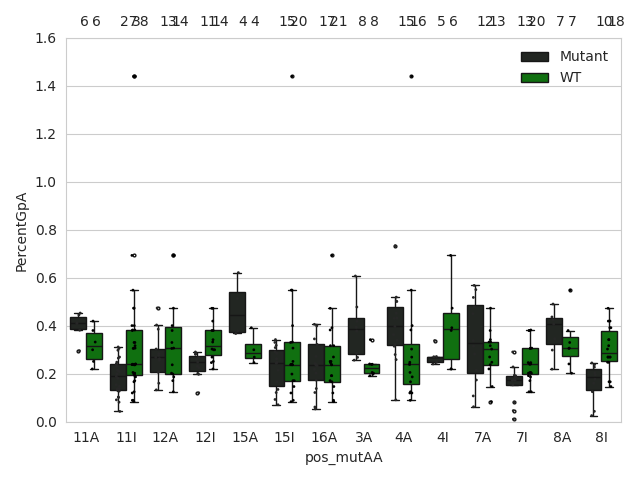 6 6 27 38 13 14 11 14 4 4 15 20 17 21 8 8 15 16 5 6 12 13 13 20 7 7 10 18
1.6
Mutant
WT
1.4
1.2
1.0
0.8
0.6
0.4
0.2
0.0
PercentGpA
11A 11I 12A 12I 15A 15I 16A 3A 4A 4I 7A 7I 8A 8I
pos_mutAA